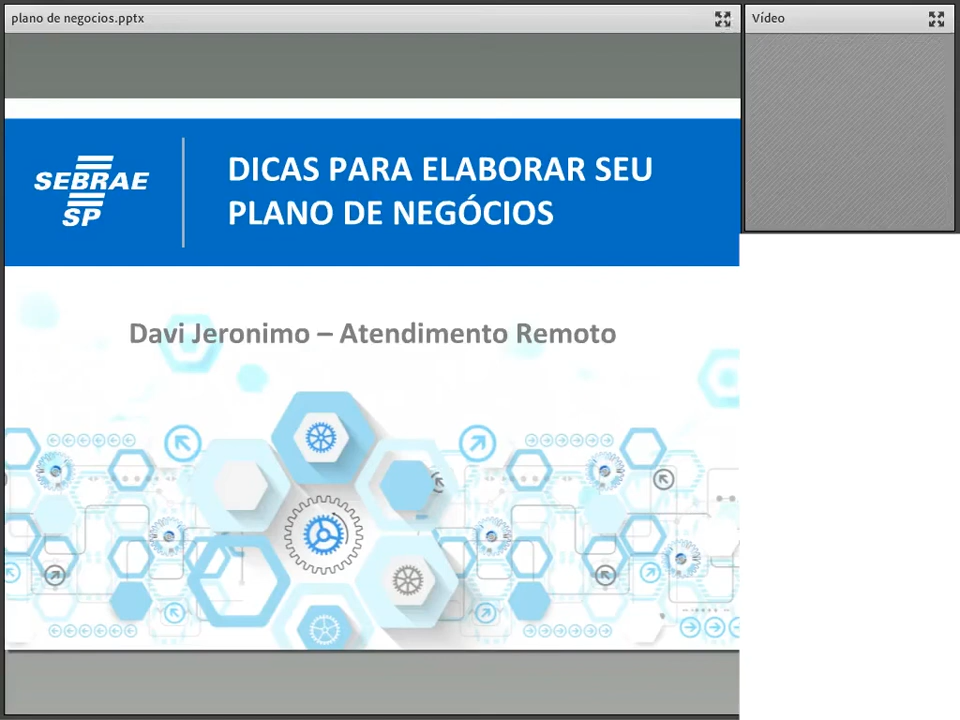 plano de negocios.pptx
Vídeo
SEBRAE
SP
DICAS PARA ELABORAR SEU
PLANO DE NEGÓCIOS
Davi Jeronimo – Atendimento Remoto